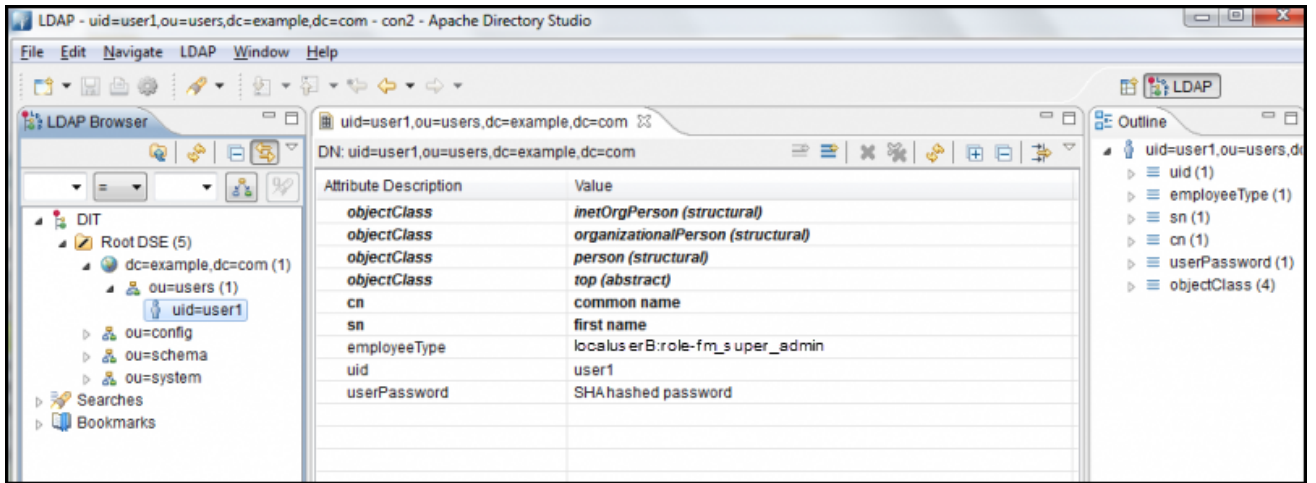 LDAP - uid=user1,ou=users,dc=example,dc=com - con2 - Apache Directory Studio
File Edit Navigate LDAP Window Help
LDAP
LDAP Browser
=
DIT
Root DSE (5)
dc=example,dc=com (1)
ou=users (1)
uid=user1
ou=config
ou=schema
ou=system
Searches
Bookmarks
uid=user1,ou=users,dc=example,dc=com
DN: uid=user1,ou=users,dc=example,dc=com
Attribute Description Value
objectClass inetOrgPerson (structural)
objectClass organizationalPerson (structural)
objectClass person (structural)
objectClass top (abstract)
cn common name
sn first name
employeeType localuserB:role-fm_super_admin
uid user1
userPassword SHA hashed password
Outline
uid=user1,ou=users,d
uid (1)
employeeType (1)
sn (1)
cn (1)
userPassword (1)
objectClass (4)